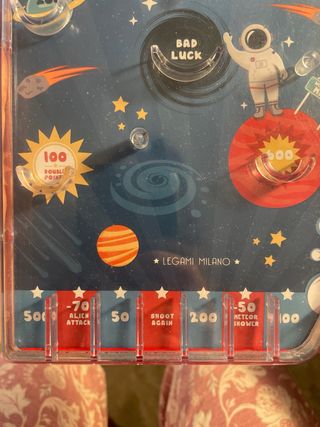 BAD
LUCK
100
DOUBLE
POINTS
500
LEGAMI MILANO
500
-70
ALIEN
ATTACK
50
SHOOT
AGAIN
200
-50
METEOR
SHOWER
100